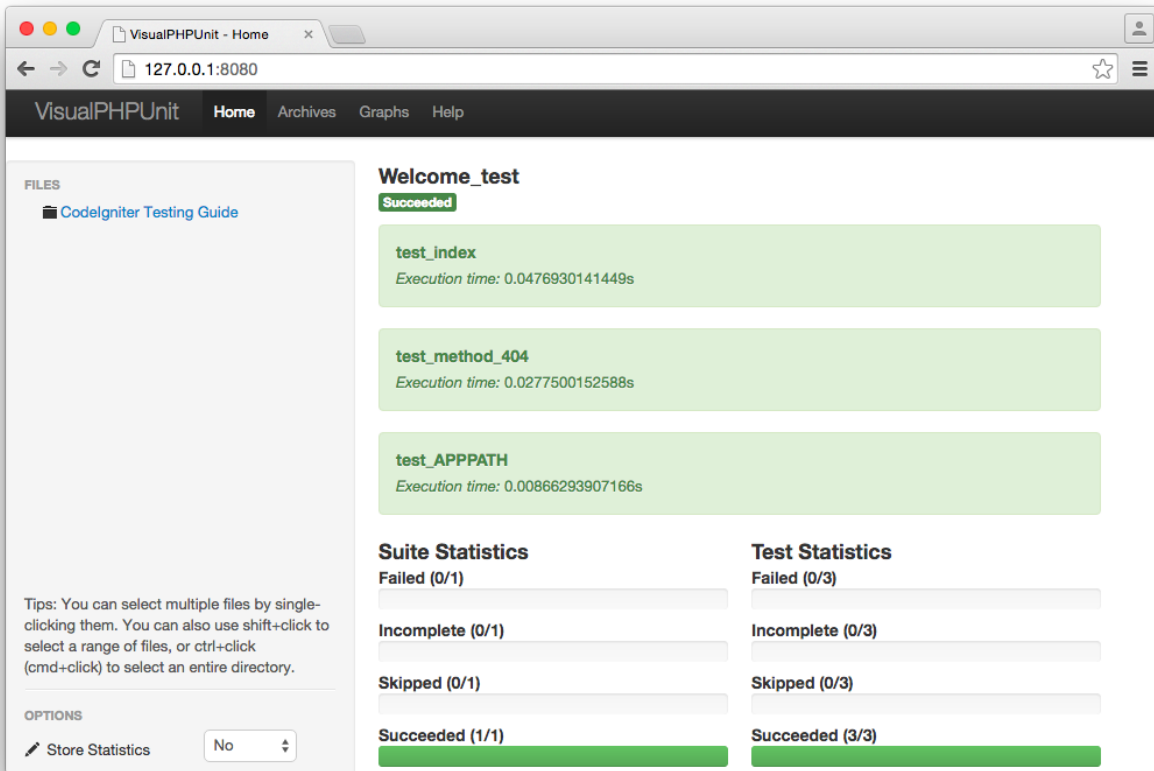 VisualPHPUnit - Home
127.0.0.1:8080
VisualPHPUnit Home Archives Graphs Help
FILES
CodeIgniter Testing Guide
Tips: You can select multiple files by single-
clicking them. You can also use shift+click to
select a range of files, or ctrl+click
(cmd+click) to select an entire directory.
OPTIONS
Store Statistics No
Welcome_test
Succeeded
test_index
Execution time: 0.0476930141449s
test_method_404
Execution time: 0.0277500152588s
test_APPPATH
Execution time: 0.00866293907166s
Suite Statistics
Failed (0/1)
Incomplete (0/1)
Skipped (0/1)
Succeeded (1/1)
Test Statistics
Failed (0/3)
Incomplete (0/3)
Skipped (0/3)
Succeeded (3/3)